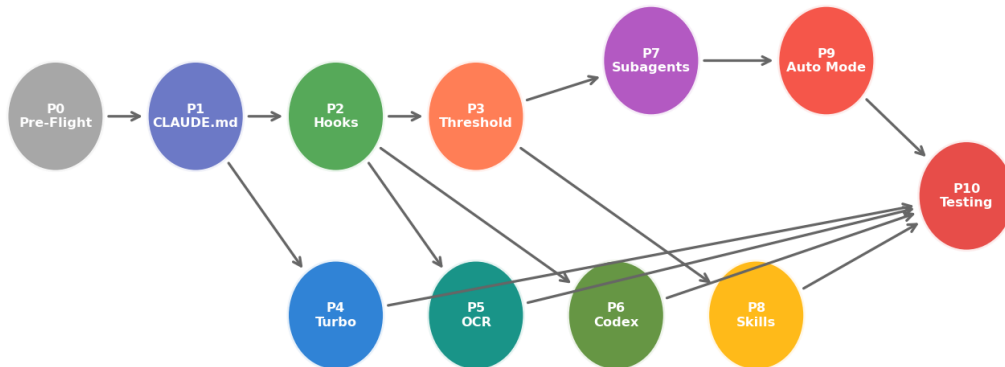 P7
Subagents
P9
Auto Mode
P0
Pre-Flight
P1
CLAUDE.md
P2
Hooks
P3
Threshold
P10
Testing
P4
Turbo
P5
OCR
P6
Codex
P8
Skills